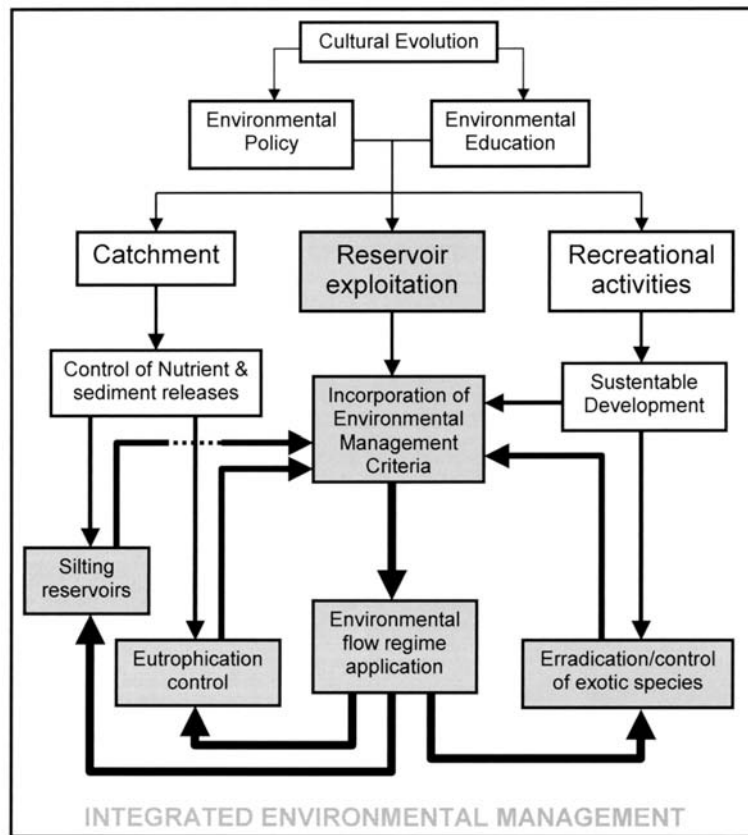 Cultural Evolution
Environmental
Policy
Environmental
Education
Catchment
Reservoir
exploitation
Recreational
activities
Control of Nutrient &
sediment releases
Incorporation of
Environmental
Management
Criteria
Sustentable
Development
Silting
reservoirs
Eutrophication
control
Environmental
flow regime
application
Erradication/control
of exotic species
INTEGRATED ENVIRONMENTAL MANAGEMENT